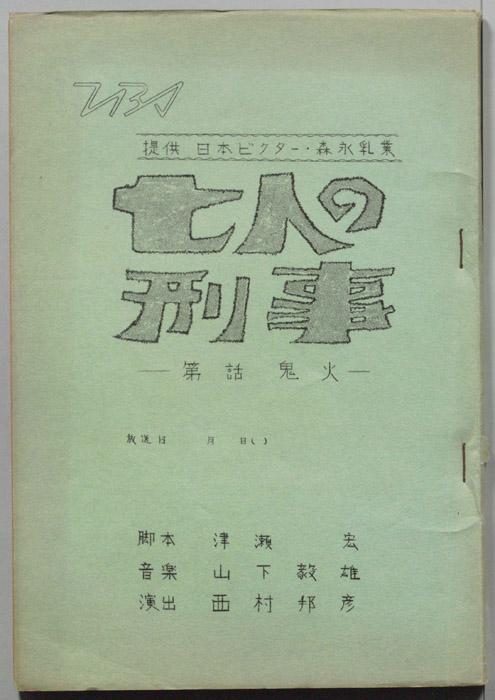 TBS
提供 日本ビクター・森永乳業
七人の
刑事
― 第 話 鬼 火 ―
放送日 月 日( )
脚本 津瀬 宏
音楽 山下毅雄
演出 西村邦彦